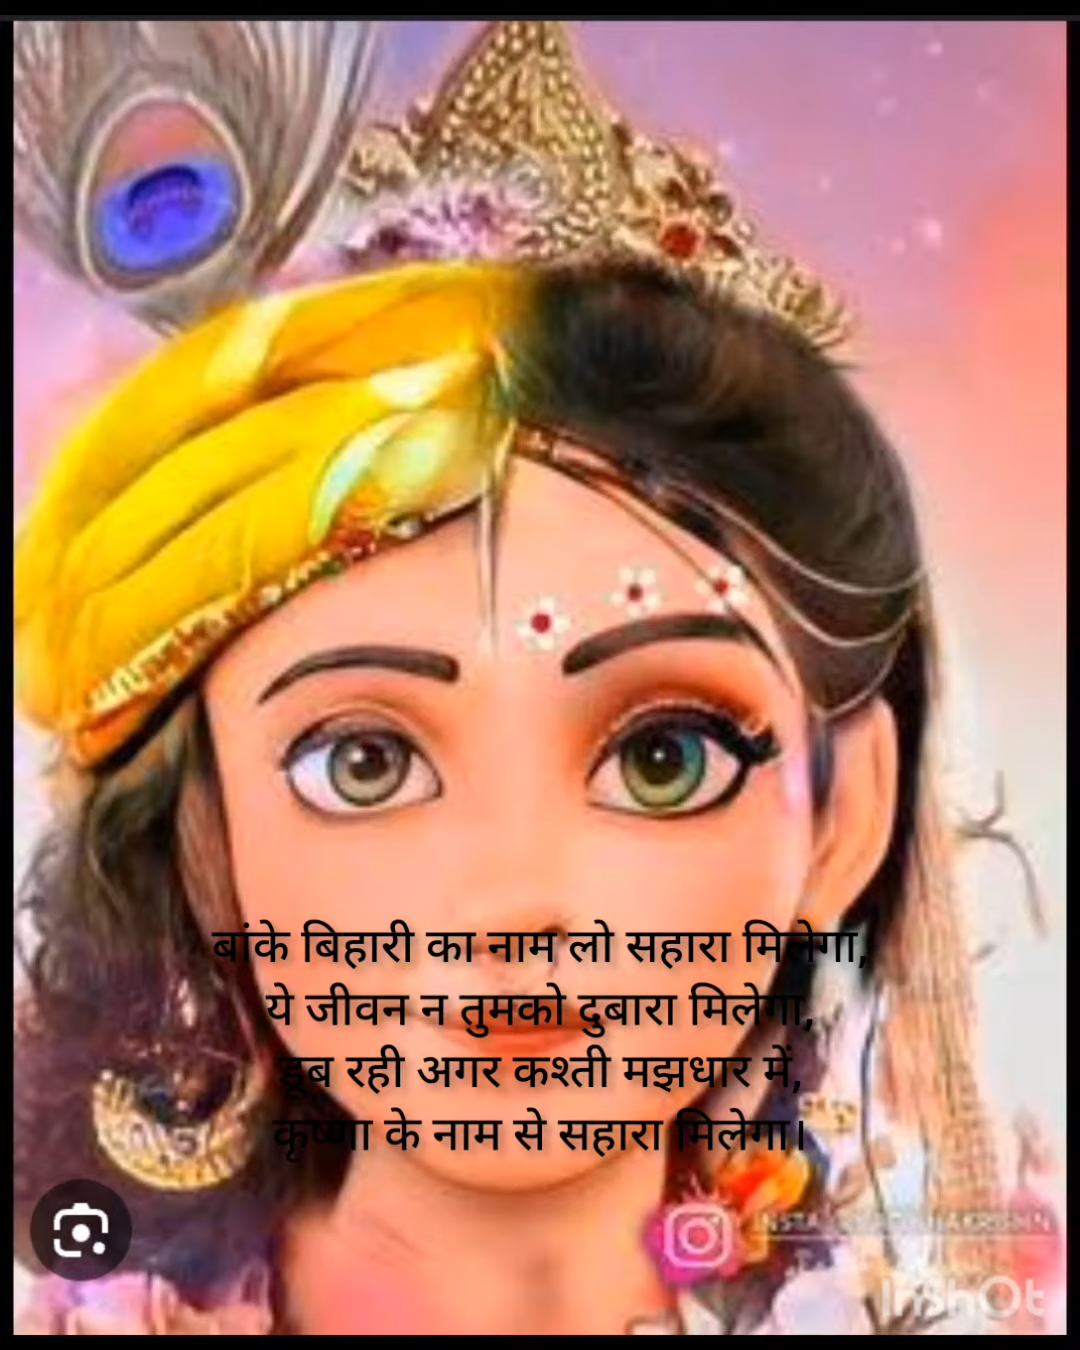 बांके बिहारी का नाम लो सहारा मिलेगा,
ये जीवन न तुमको दुबारा मिलेगा,
डूब रही अगर कश्ती मझधार में,
कृष्णा के नाम से सहारा मिलेगा।
InShOt